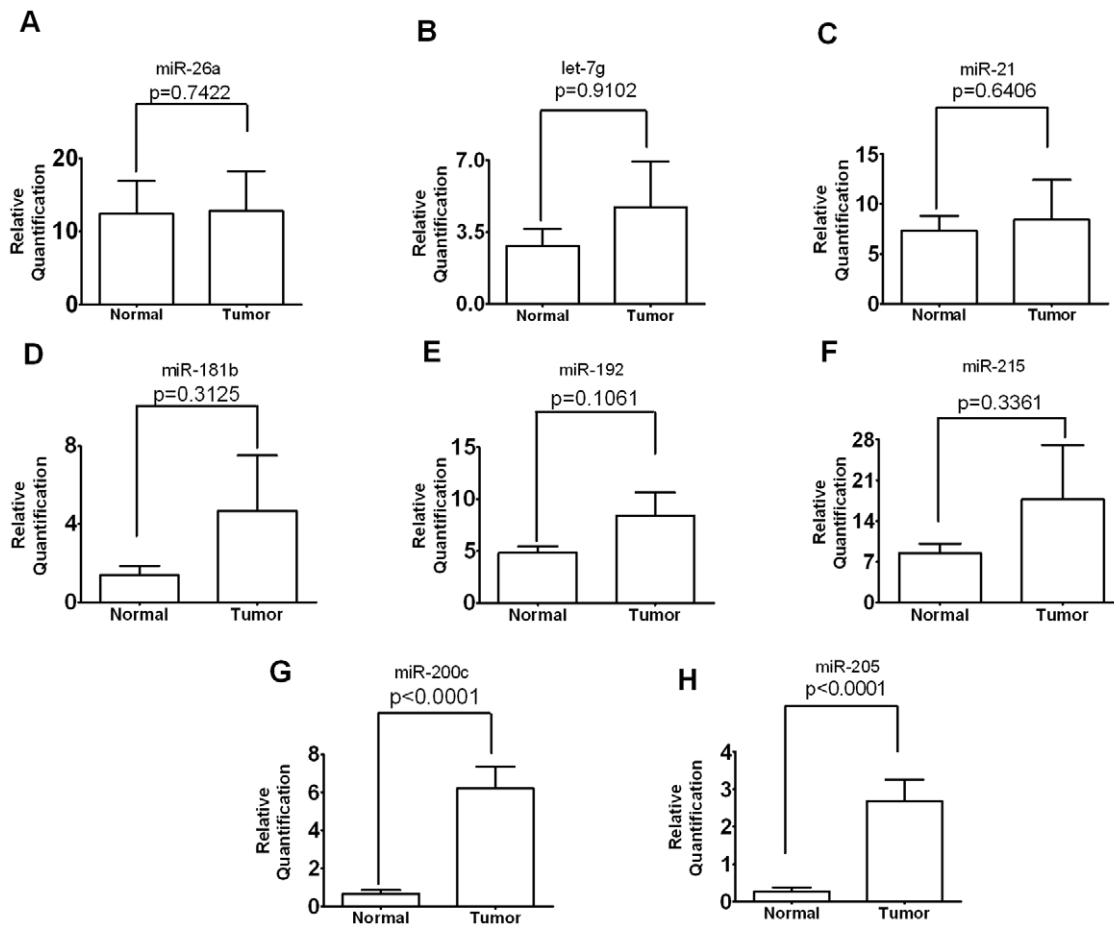 A
miR-26a
p=0.7422
Relative
Quantification
20
10
0
Normal Tumor
B
let-7g
p=0.9102
Relative
Quantification
7.0
3.5
0.0
Normal Tumor
C
miR-21
p=0.6406
Relative
Quantification
15
10
5
0
Normal Tumor
D
miR-181b
p=0.3125
Relative
Quantification
8
4
0
Normal Tumor
E
miR-192
p=0.1061
Relative
Quantification
15
10
5
0
Normal Tumor
F
miR-215
p=0.3361
Relative
Quantification
28
21
14
7
0
Normal Tumor
G
miR-200c
p<0.0001
Relative
Quantification
8
6
4
2
0
Normal Tumor
H
miR-205
p<0.0001
Relative
Quantification
4
3
2
1
0
Normal Tumor